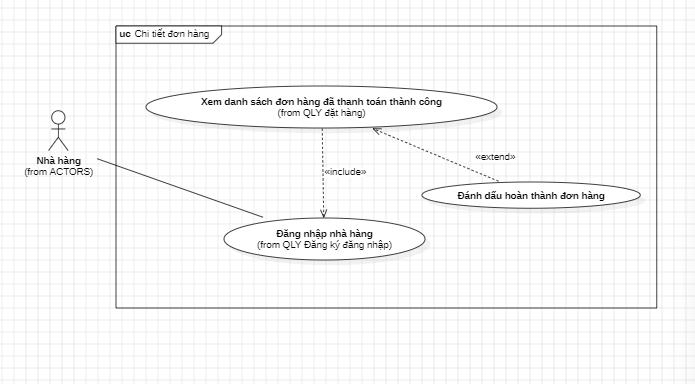 uc Chi tiết đơn hàng
Xem danh sách đơn hàng đã thanh toán thành công
(from QLY đặt hàng)
Nhà hàng
(from ACTORS)
«include»
«extend»
Đánh dấu hoàn thành đơn hàng
Đăng nhập nhà hàng
(from QLY Đăng ký đăng nhập)